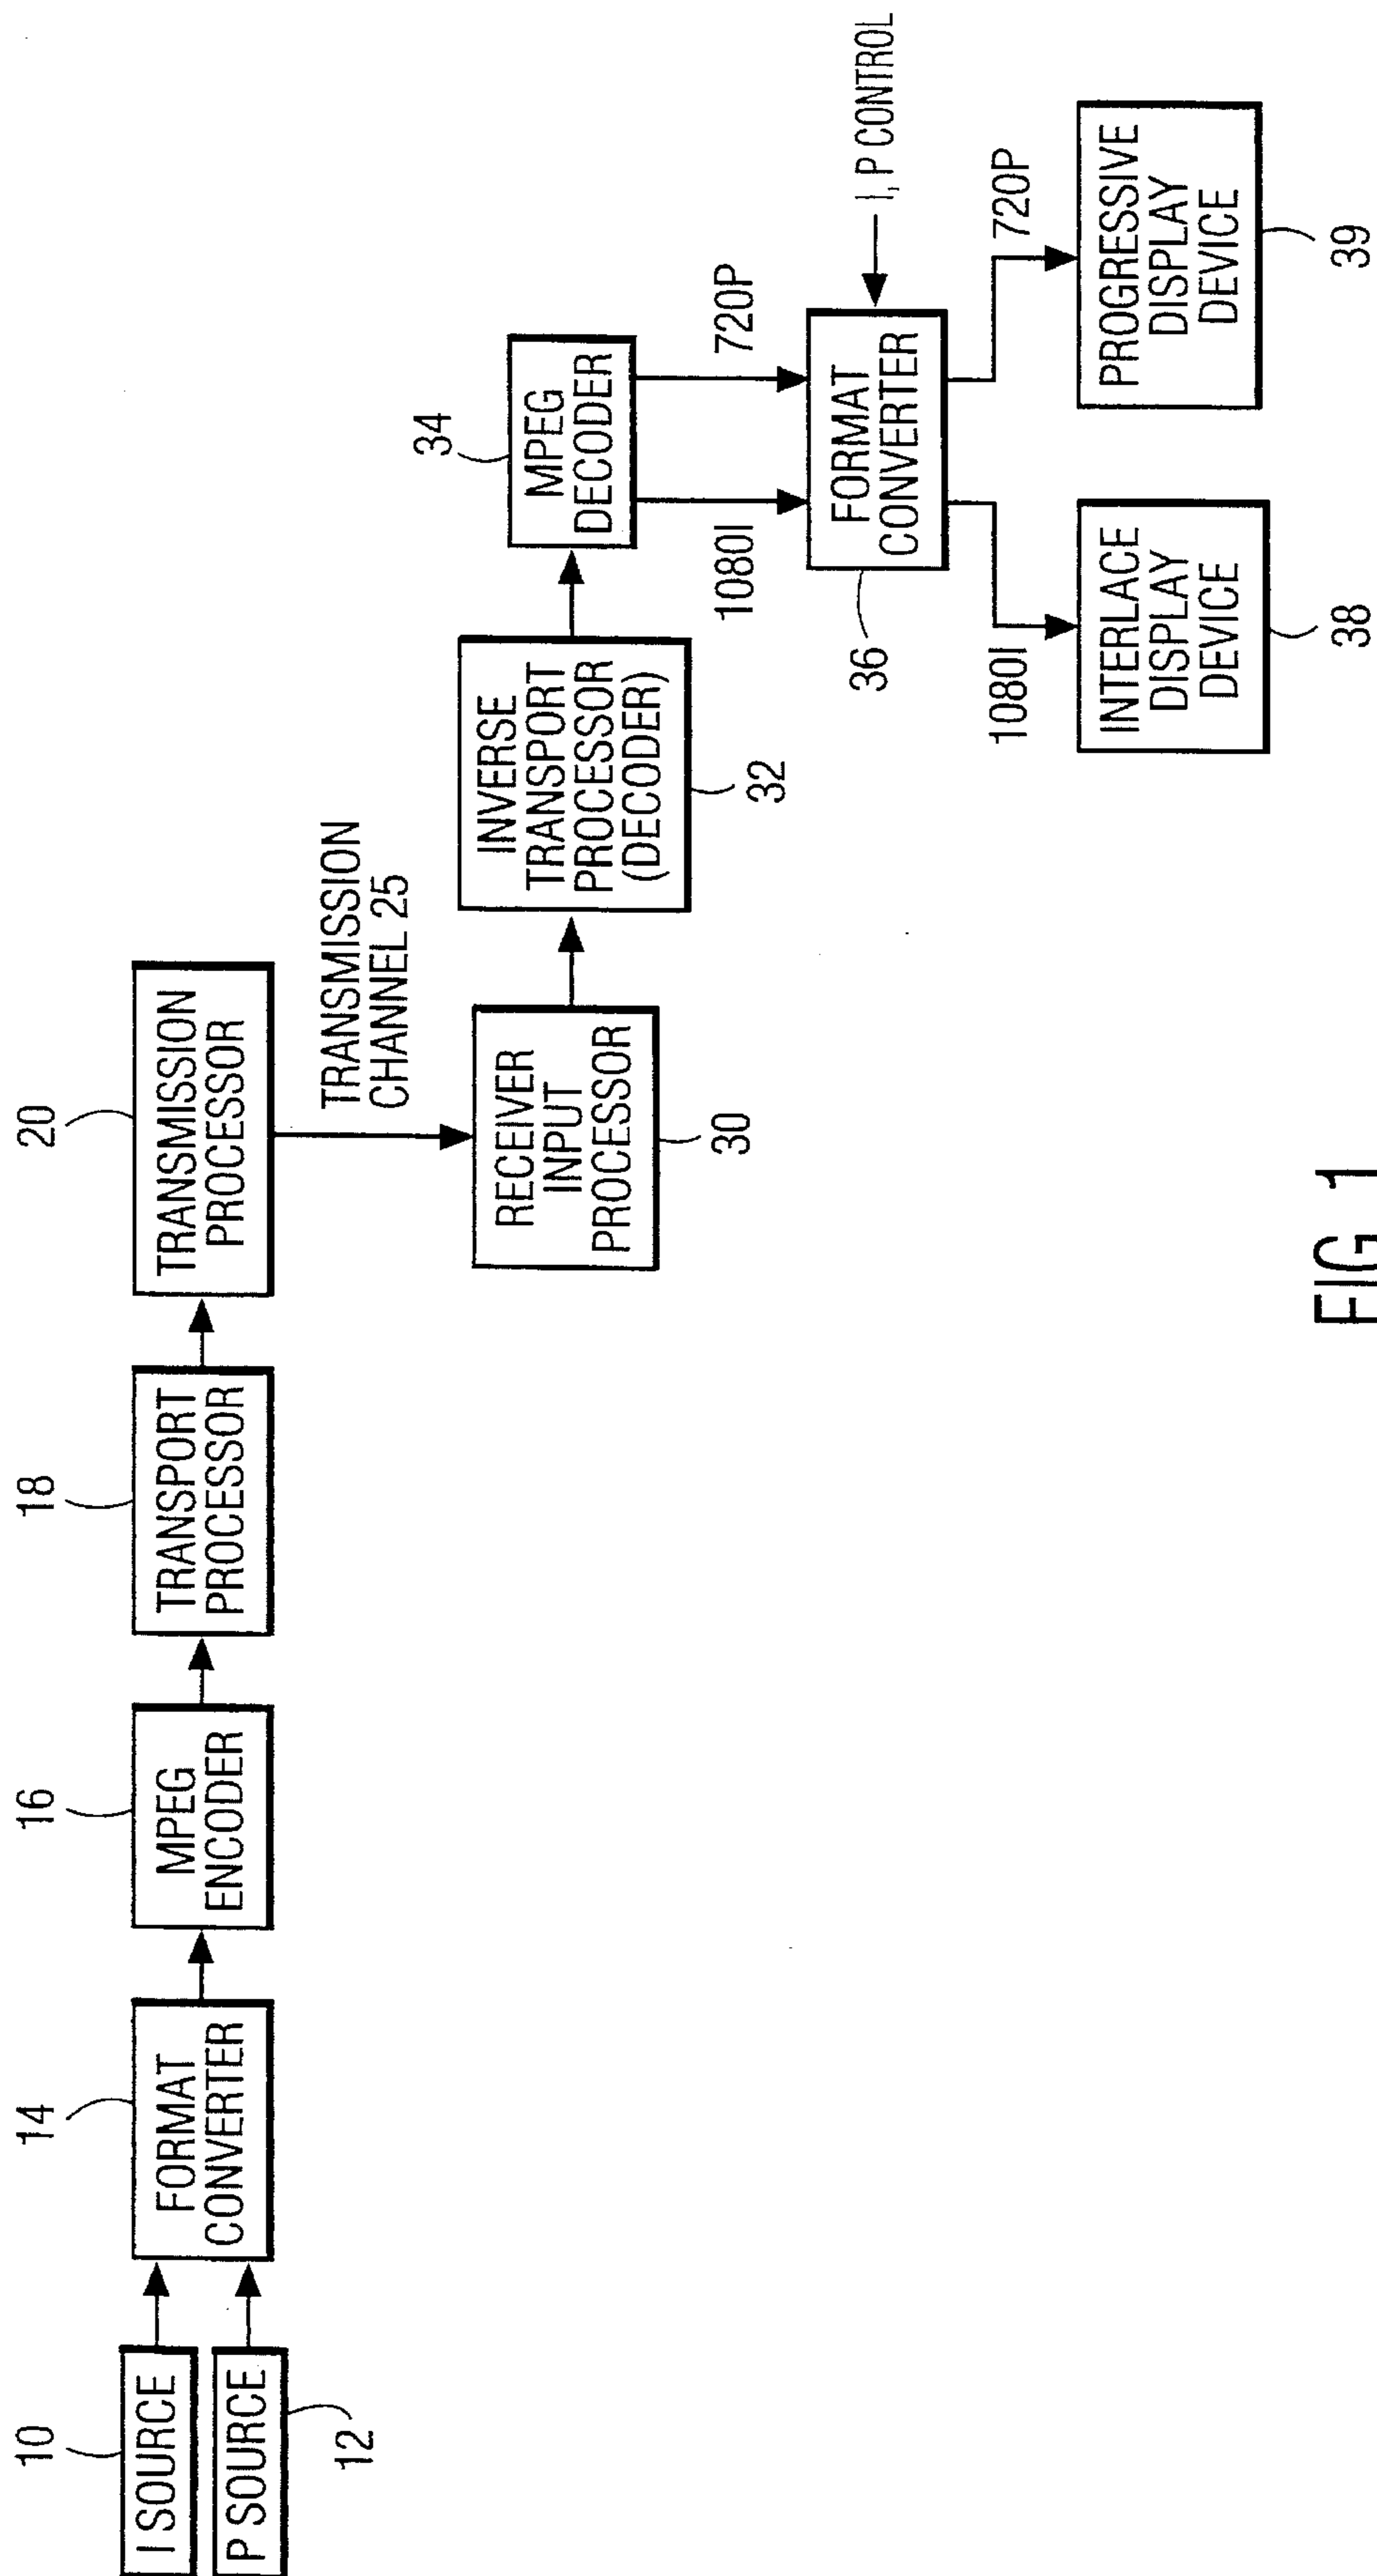 10
I SOURCE
P SOURCE
12
14
FORMAT
CONVERTER
16
MPEG
ENCODER
18
TRANSPORT
PROCESSOR
20
TRANSMISSION
PROCESSOR
TRANSMISSION
CHANNEL 25
RECEIVER
INPUT
PROCESSOR
30
INVERSE
TRANSPORT
PROCESSOR
(DECODER)
32
34
MPEG
DECODER
1080I
720P
FORMAT
CONVERTER
36
I, P CONTROL
1080I
720P
INTERLACE
DISPLAY
DEVICE
38
PROGRESSIVE
DISPLAY
DEVICE
39
FIG. 1